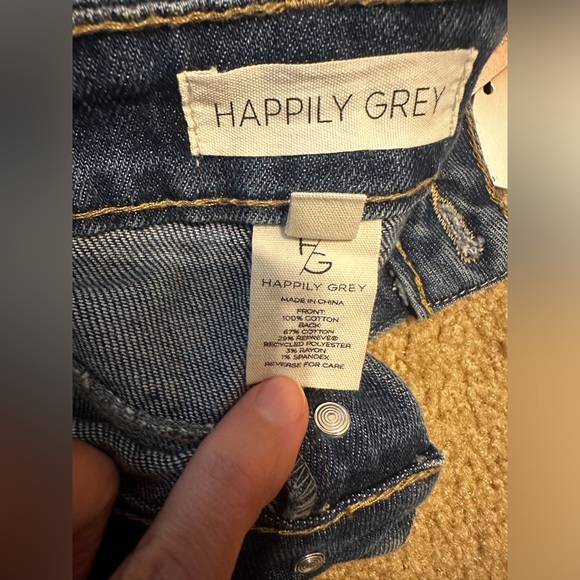 HAPPILY GREY
H/G
HAPPILY GREY
MADE IN CHINA
FRONT:
100% COTTON
BACK:
67% COTTON
29% REPREVE®
RECYCLED POLYESTER
3% RAYON
1% SPANDEX
REVERSE FOR CARE